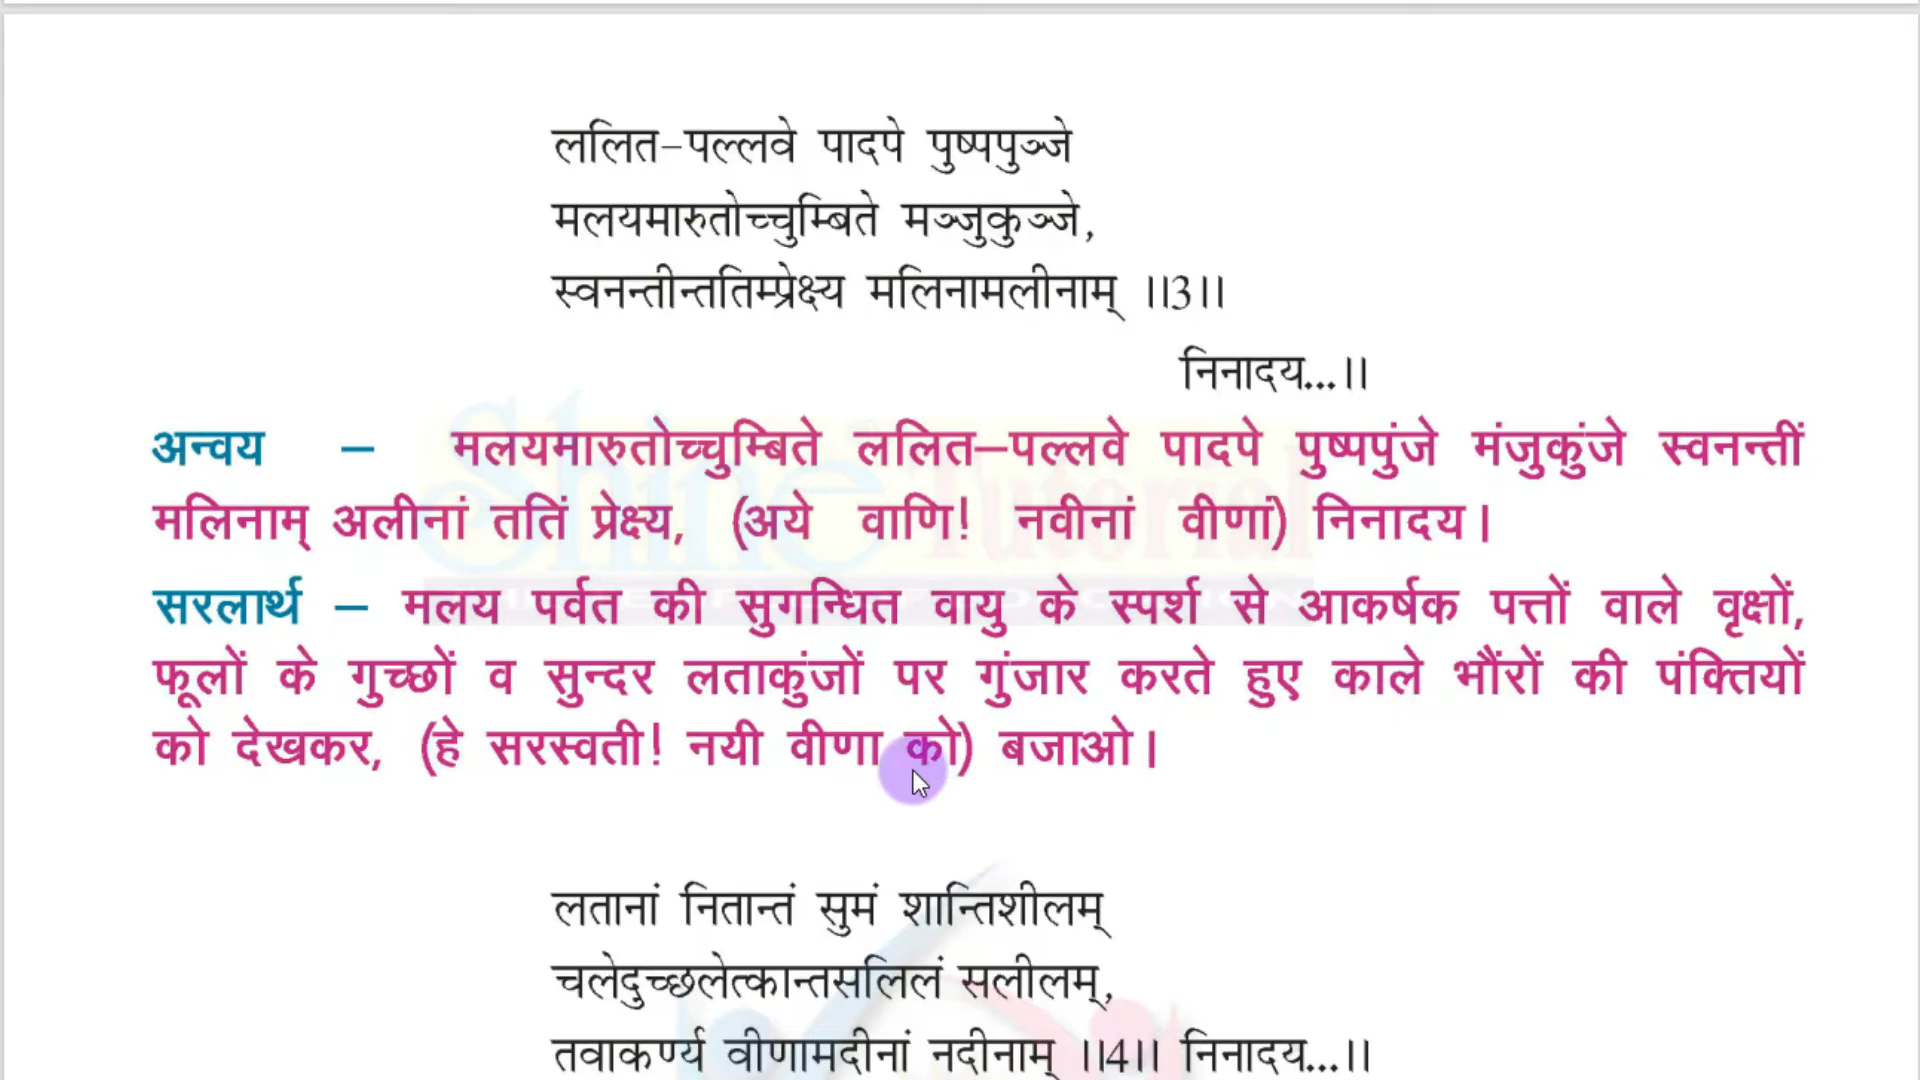 ललित-पल्लवे पादपे पुष्पपुञ्जे
मलयमारुतोच्चुम्बिते मञ्जुकुञ्जे,
स्वनन्तीन्ततिम्प्रेक्ष्य मलिनामलीनाम् ।।3।।
निनादय...।।
अन्वय – मलयमारुतोच्चुम्बिते ललित–पल्लवे पादपे पुष्पपुंजे मंजुकुंजे स्वनन्तीं
मलिनाम् अलीनां ततिं प्रेक्ष्य, (अये वाणि! नवीनां वीणां) निनादय।
सरलार्थ – मलय पर्वत की सुगन्धित वायु के स्पर्श से आकर्षक पत्तों वाले वृक्षों,
फूलों के गुच्छों व सुन्दर लताकुंजों पर गुंजार करते हुए काले भौंरों की पंक्तियों
को देखकर, (हे सरस्वती! नयी वीणा को) बजाओ।
लतानां नितान्तं सुमं शान्तिशीलम्
चलेदुच्छलेत्कान्तसलिलं सलीलम्,
तवाकर्ण्य वीणामदीनां नदीनाम् ।।4।। निनादय...।।
Shine Tutorial